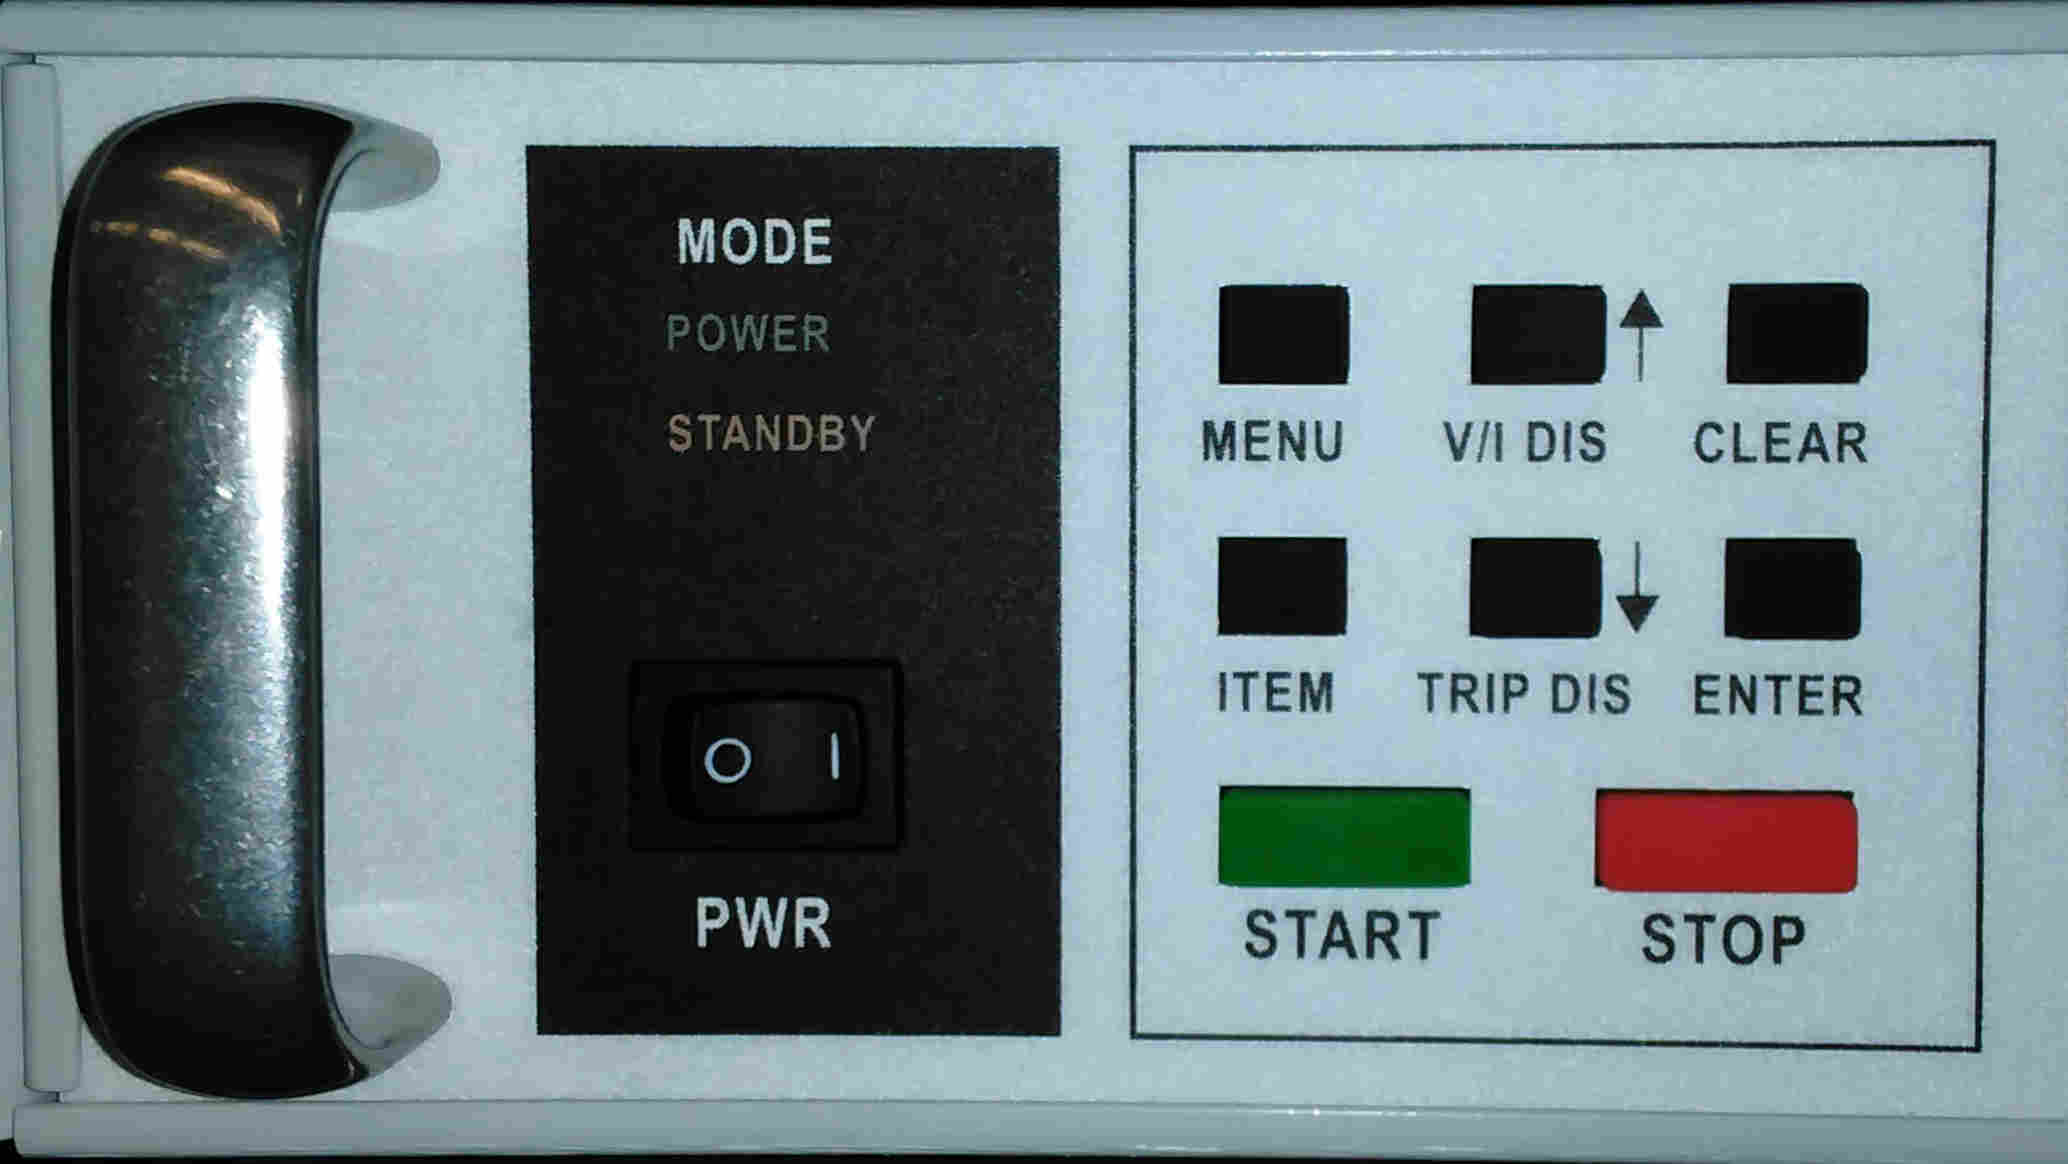 MODE
POWER
STANDBY
O I
PWR
MENU V/I DIS CLEAR
ITEM TRIP DIS ENTER
START STOP